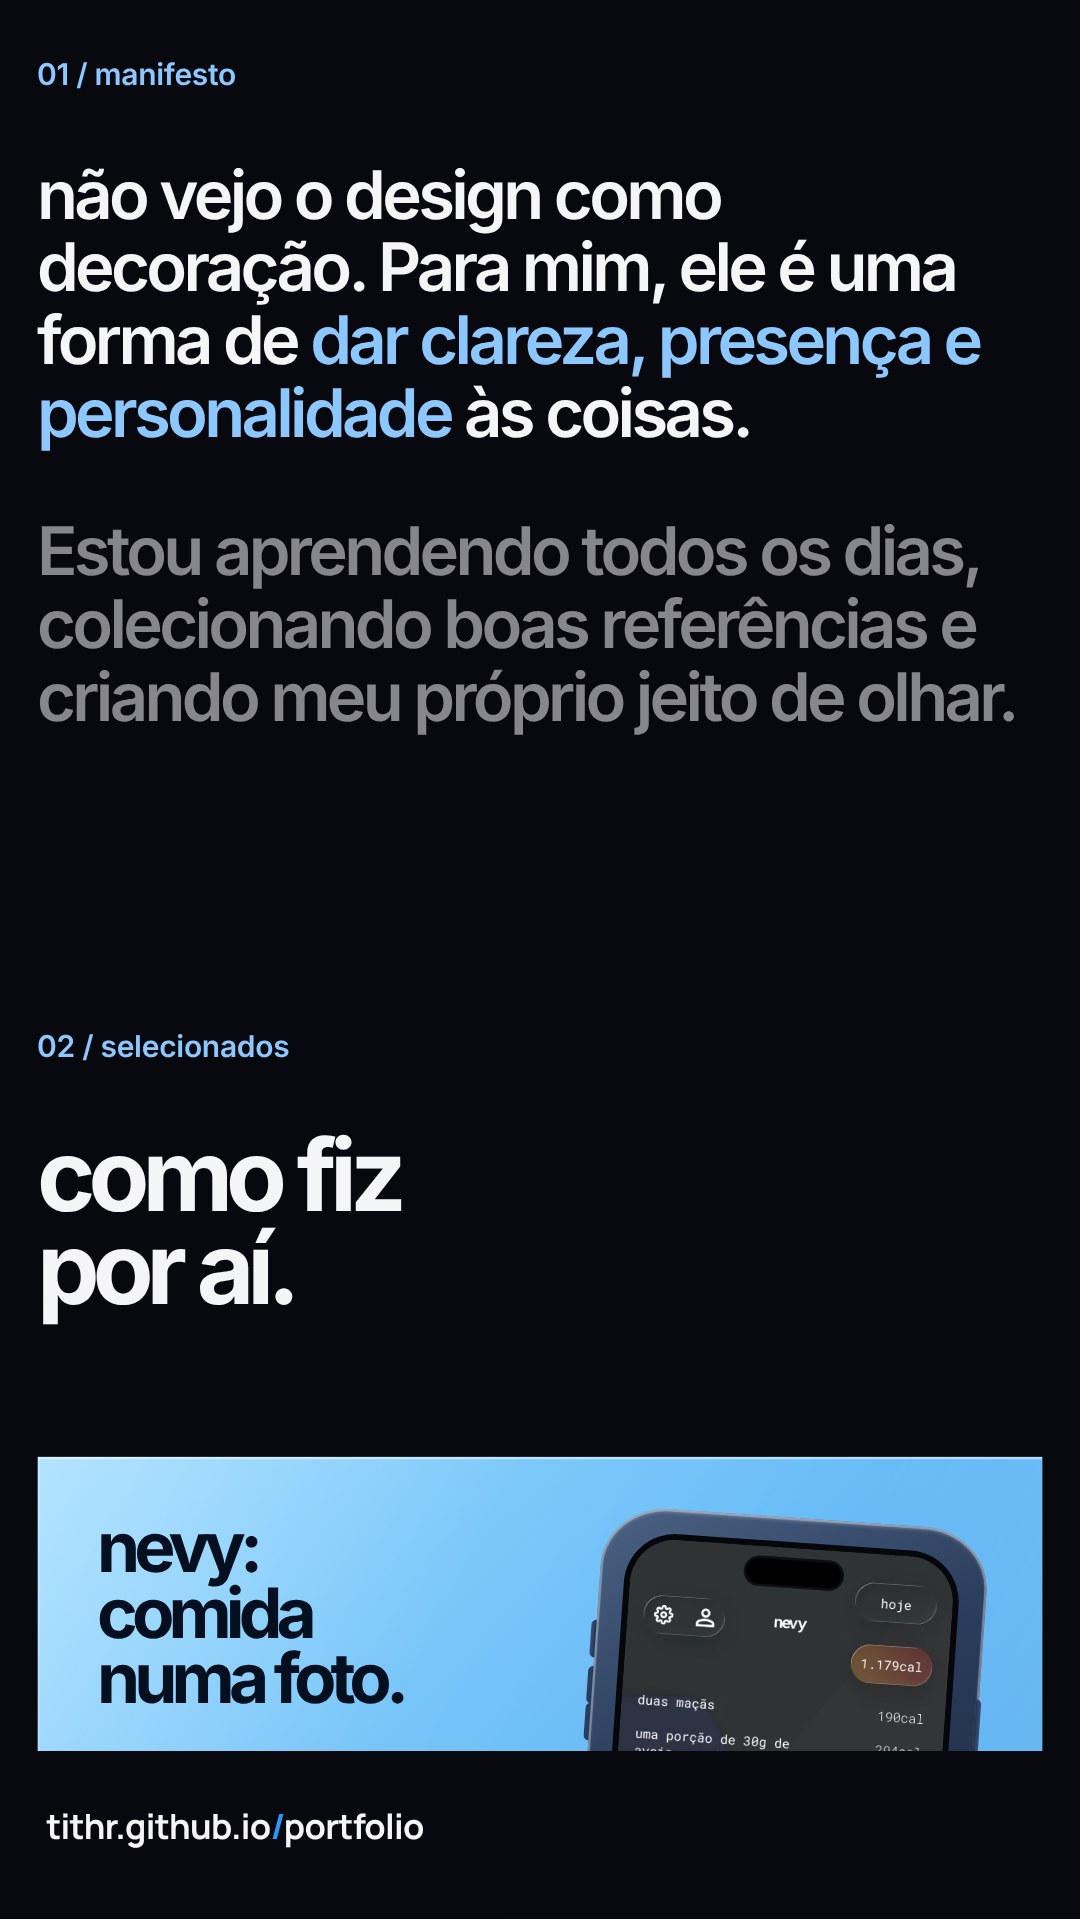 01 / manifesto
não vejo o design como
decoração. Para mim, ele é uma
forma de dar clareza, presença e
personalidade às coisas.
Estou aprendendo todos os dias,
colecionando boas referências e
criando meu próprio jeito de olhar.
02 / selecionados
como fiz
por aí.
nevy:
comida
numa foto.
hoje
nevy
1.179cal
duas maçãs
190cal
uma porção de 30g de
tithr.github.io/portfolio